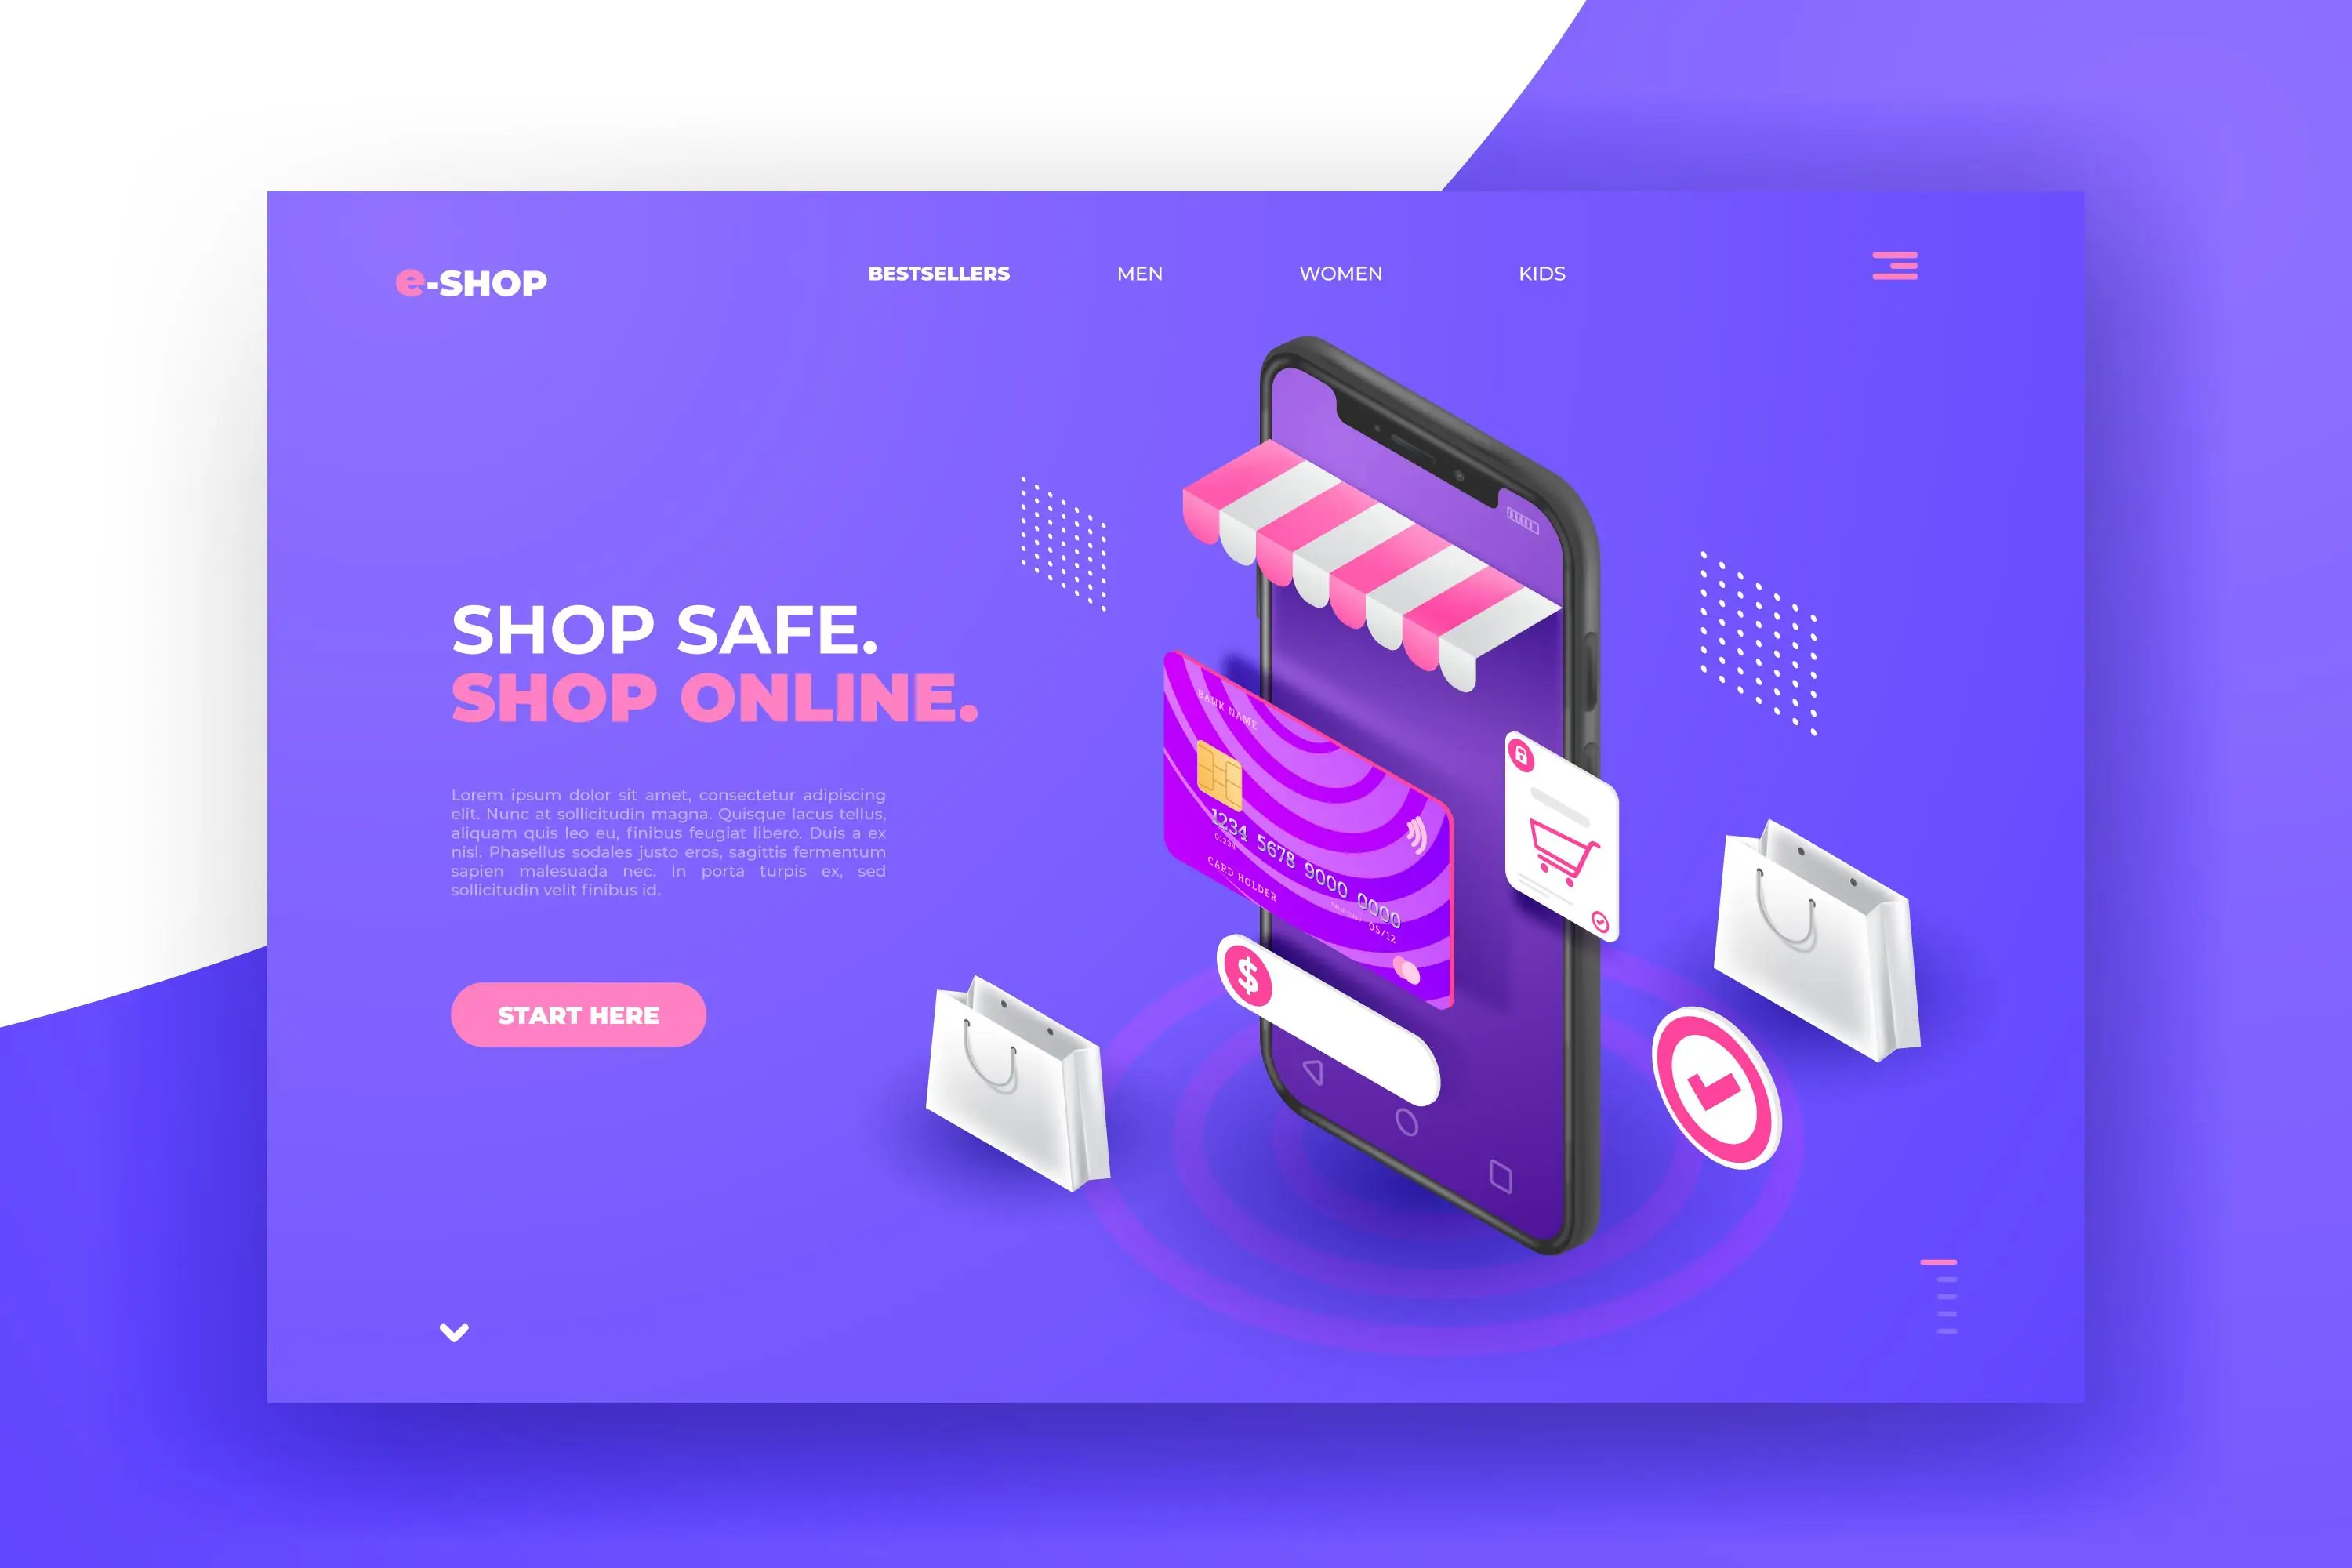 e-SHOP
BESTSELLERS
MEN
WOMEN
KIDS
SHOP SAFE.
SHOP ONLINE.
Lorem ipsum dolor sit amet, consectetur adipiscing
elit. Nunc at sollicitudin magna. Quisque lacus tellus,
aliquam quis leo eu, finibus feugiat libero. Duis a ex
nisl. Phasellus sodales justo eros, sagittis fermentum
sapien malesuada nec. In porta turpis ex, sed
sollicitudin velit finibus id.
START HERE
BANK NAME
1234 5678 9000 0000
01234
05/12
CARD HOLDER
$